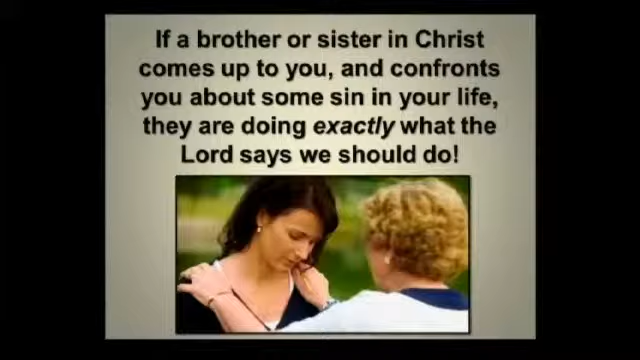 If a brother or sister in Christ
comes up to you, and confronts
you about some sin in your life,
they are doing exactly what the
Lord says we should do!